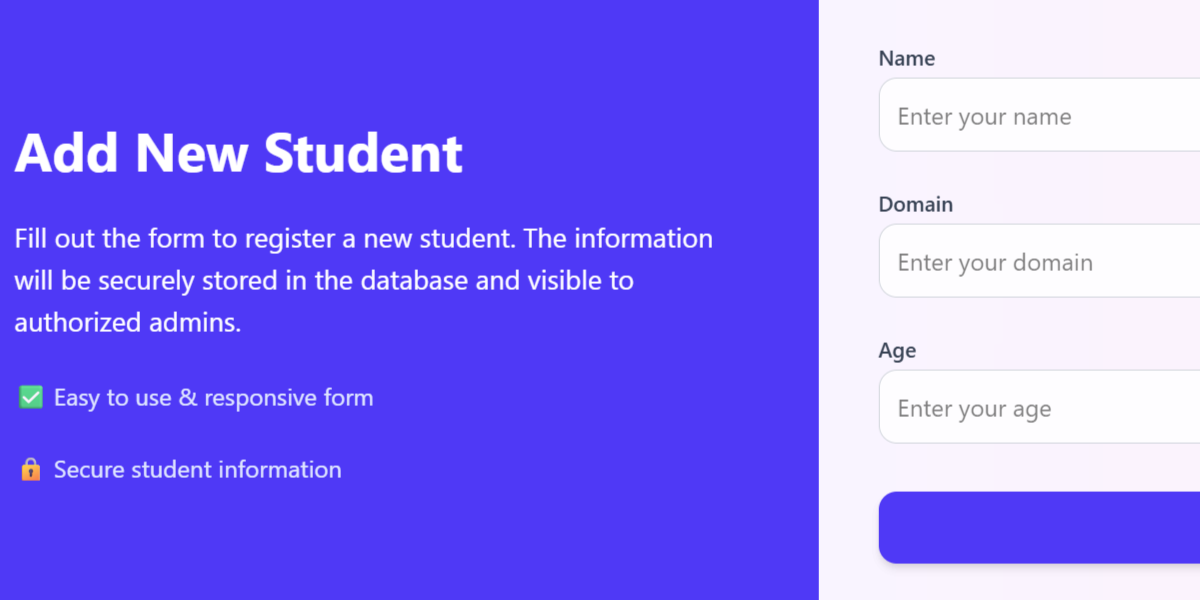 Add New Student
Fill out the form to register a new student. The information
will be securely stored in the database and visible to
authorized admins.
✅ Easy to use & responsive form
🔒 Secure student information
Name
Enter your name
Domain
Enter your domain
Age
Enter your age